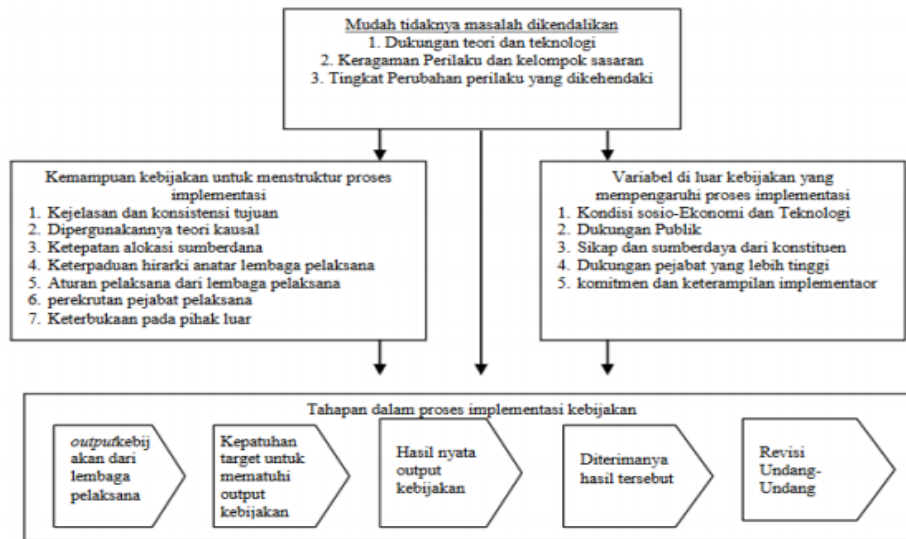 Mudah tidaknya masalah dikendalikan
1. Dukungan teori dan teknologi
2. Keragaman Perilaku dan kelompok sasaran
3. Tingkat Perubahan perilaku yang dikehendaki
Kemampuan kebijakan untuk menstruktur proses
implementasi
1. Kejelasan dan konsistensi tujuan
2. Dipergunakannya teori kausal
3. Ketepatan alokasi sumberdana
4. Keterpaduan hirarki anatar lembaga pelaksana
5. Aturan pelaksana dari lembaga pelaksana
6. perekrutan pejabat pelaksana
7. Keterbukaan pada pihak luar
Variabel di luar kebijakan yang
mempengaruhi proses implementasi
1. Kondisi sosio-Ekonomi dan Teknologi
2. Dukungan Publik
3. Sikap dan sumberdaya dari konstituen
4. Dukungan pejabat yang lebih tinggi
5. komitmen dan keterampilan implementaor
Tahapan dalam proses implementasi kebijakan
outputkebij
akan dari
lembaga
pelaksana
Kepatuhan
target untuk
mematuhi
output
kebijakan
Hasil nyata
output
kebijakan
Diterimanya
hasil tersebut
Revisi
Undang-
Undang